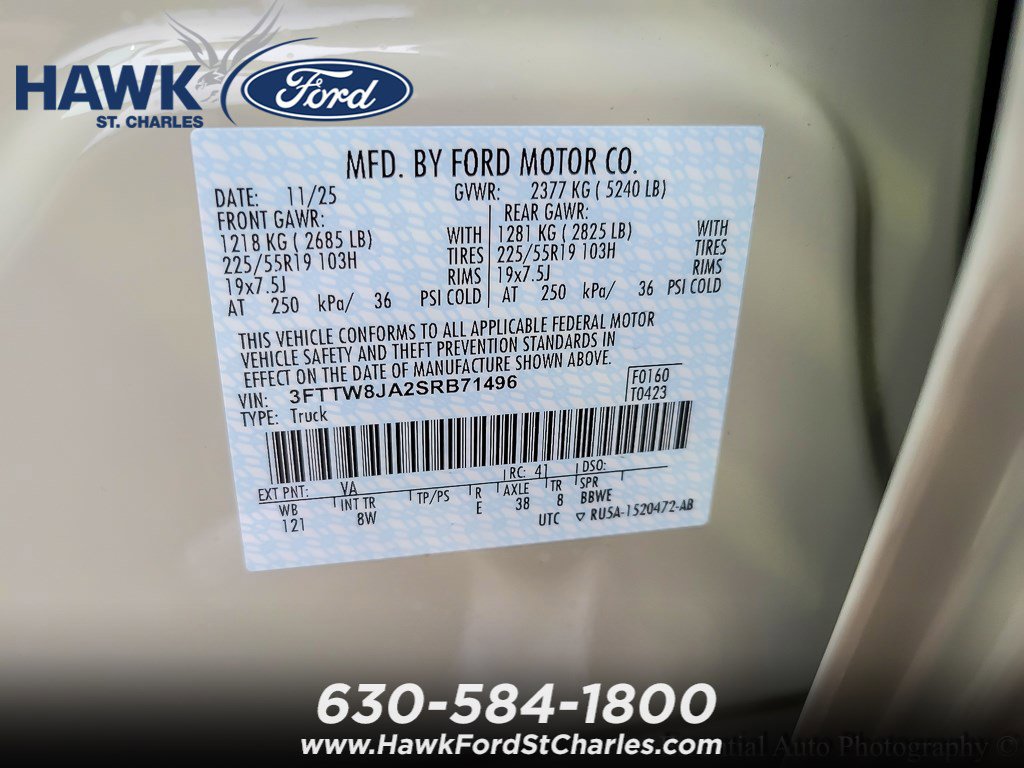 HAWK
ST. CHARLES
Ford
MFD. BY FORD MOTOR CO.
DATE: 11/25 GVWR: 2377 KG ( 5240 LB)
FRONT GAWR: REAR GAWR:
1218 KG ( 2685 LB) WITH 1281 KG ( 2825 LB) WITH
225/55R19 103H TIRES 225/55R19 103H TIRES
19x7.5J RIMS 19x7.5J RIMS
AT 250 kPa/ 36 PSI COLD AT 250 kPa/ 36 PSI COLD
THIS VEHICLE CONFORMS TO ALL APPLICABLE FEDERAL MOTOR
VEHICLE SAFETY AND THEFT PREVENTION STANDARDS IN
EFFECT ON THE DATE OF MANUFACTURE SHOWN ABOVE.
VIN: 3FTTW8JA2SRB71496 F0160
TYPE: Truck T0423
EXT PNT: VA RC: 41 DSO:
WB INT TR TP/PS R AXLE TR SPR
121 8W E 38 8 BBWE
UTC ▽ RU5A-1520472-AB
630-584-1800
www.HawkFordStCharles.com
Auto Photography ©